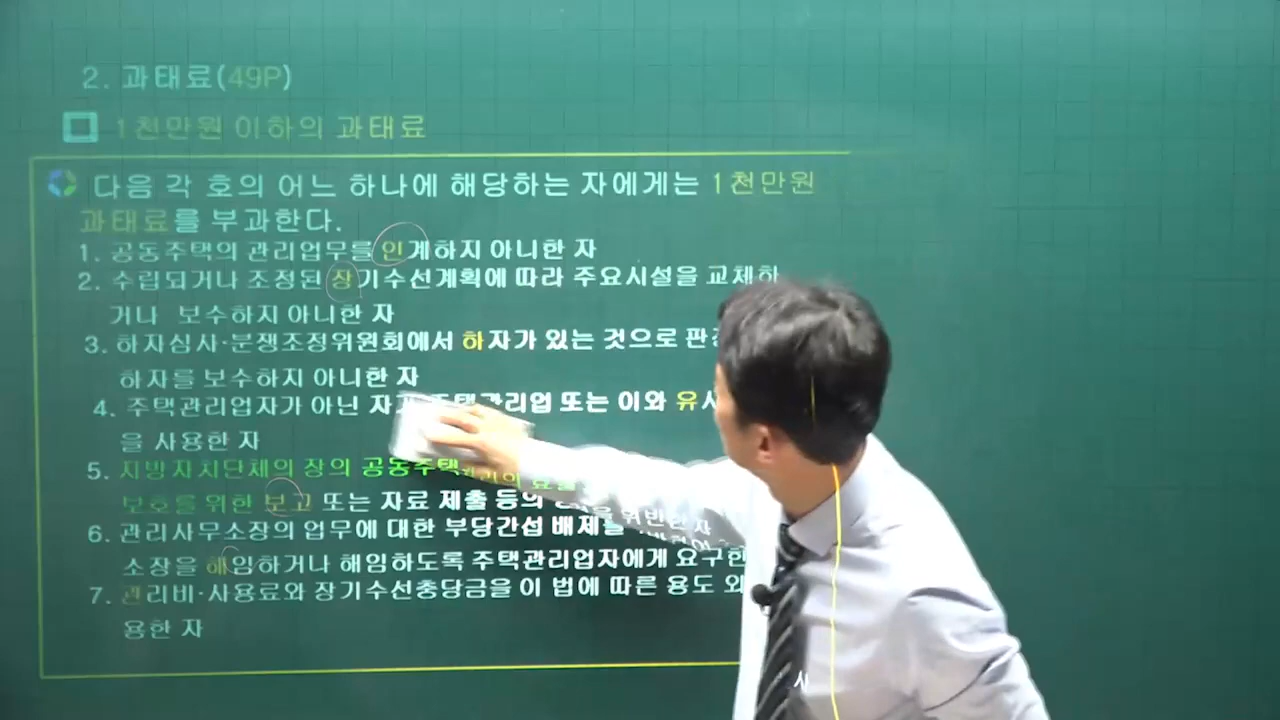 2. 과태료(49P)
1천만원 이하의 과태료
다음 각 호의 어느 하나에 해당하는 자에게는 1천만원
과태료를 부과한다.
1. 공동주택의 관리업무를 인계하지 아니한 자
2. 수립되거나 조정된 장기수선계획에 따라 주요시설을 교체하
거나 보수하지 아니한 자
3. 하자심사·분쟁조정위원회에서 하자가 있는 것으로
하자를 보수하지 아니한 자
4. 주택관리업자가 아닌 자가 주택관리업 또는 이와 유사
을 사용한 자
5. 지방자치단체의 장의 공동주택
보호를 위한 보고 또는 자료 제출 등의 위반한 자
6. 관리사무소장의 업무에 대한 부당간섭 배제를
소장을 해임하거나 해임하도록 주택관리업자에게 요구한
7. 관리비·사용료와 장기수선충당금을 이 법에 따른 용도 외
용한 자